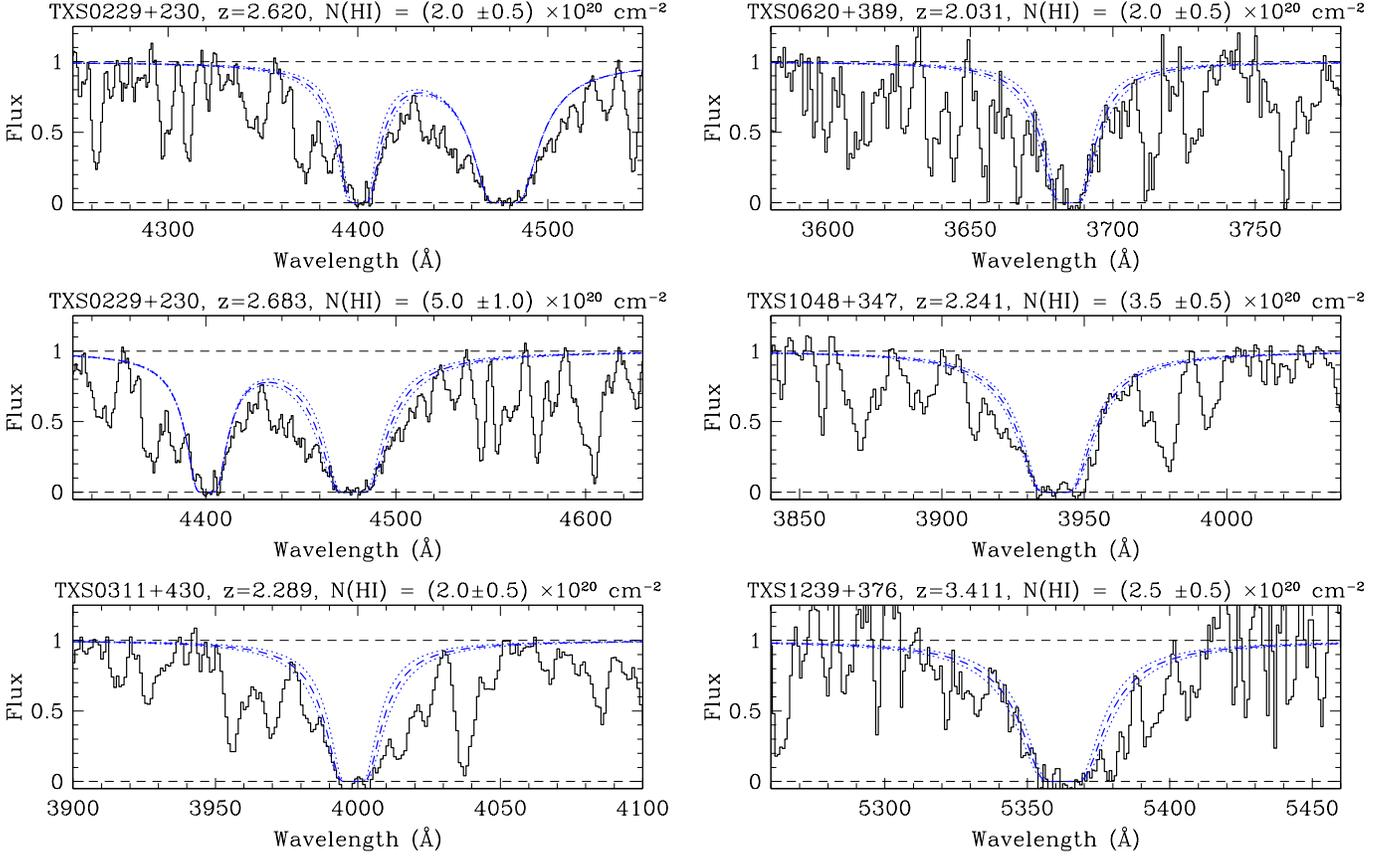 TXS0229+230, z=2.620, N(HI) = (2.0 ±0.5) ×10²⁰ cm⁻²
1
0.5
0
Flux
4300 4400 4500
Wavelength (Å)
TXS0620+389, z=2.031, N(HI) = (2.0 ±0.5) ×10²⁰ cm⁻²
1
0.5
0
Flux
3600 3650 3700 3750
Wavelength (Å)
TXS0229+230, z=2.683, N(HI) = (5.0 ±1.0) ×10²⁰ cm⁻²
1
0.5
0
Flux
4400 4500 4600
Wavelength (Å)
TXS1048+347, z=2.241, N(HI) = (3.5 ±0.5) ×10²⁰ cm⁻²
1
0.5
0
Flux
3850 3900 3950 4000
Wavelength (Å)
TXS0311+430, z=2.289, N(HI) = (2.0±0.5) ×10²⁰ cm⁻²
1
0.5
0
Flux
3900 3950 4000 4050 4100
Wavelength (Å)
TXS1239+376, z=3.411, N(HI) = (2.5 ±0.5) ×10²⁰ cm⁻²
1
0.5
0
Flux
5300 5350 5400 5450
Wavelength (Å)